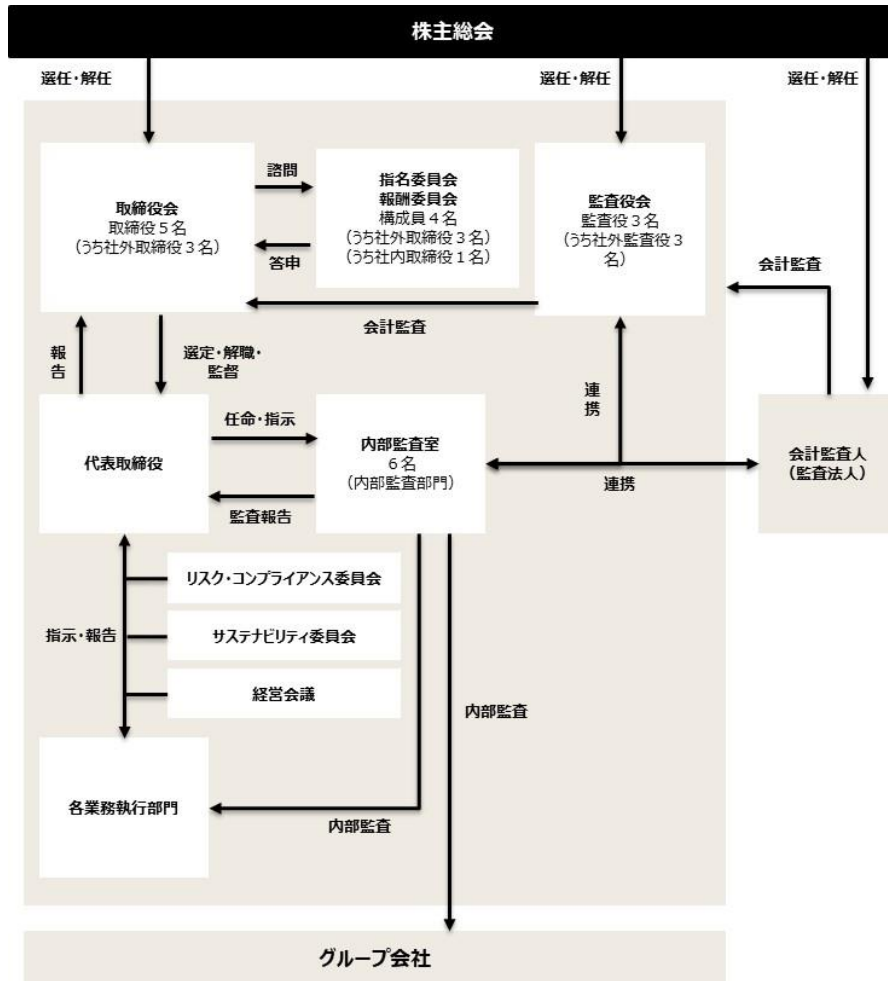 株主総会
選任・解任
選任・解任
選任・解任
取締役会
取締役５名
（うち社外取締役３名）
諮問
答申
指名委員会
報酬委員会
構成員４名
（うち社外取締役３名）
（うち社内取締役１名）
監査役会
監査役３名
（うち社外監査役３
名）
会計監査
会計監査
報
告
選定・解職・
監督
連
携
代表取締役
任命・指示
監査報告
内部監査室
６名
（内部監査部門）
連携
会計監査人
（監査法人）
リスク・コンプライアンス委員会
指示・報告
サステナビリティ委員会
経営会議
内部監査
各業務執行部門
内部監査
グループ会社